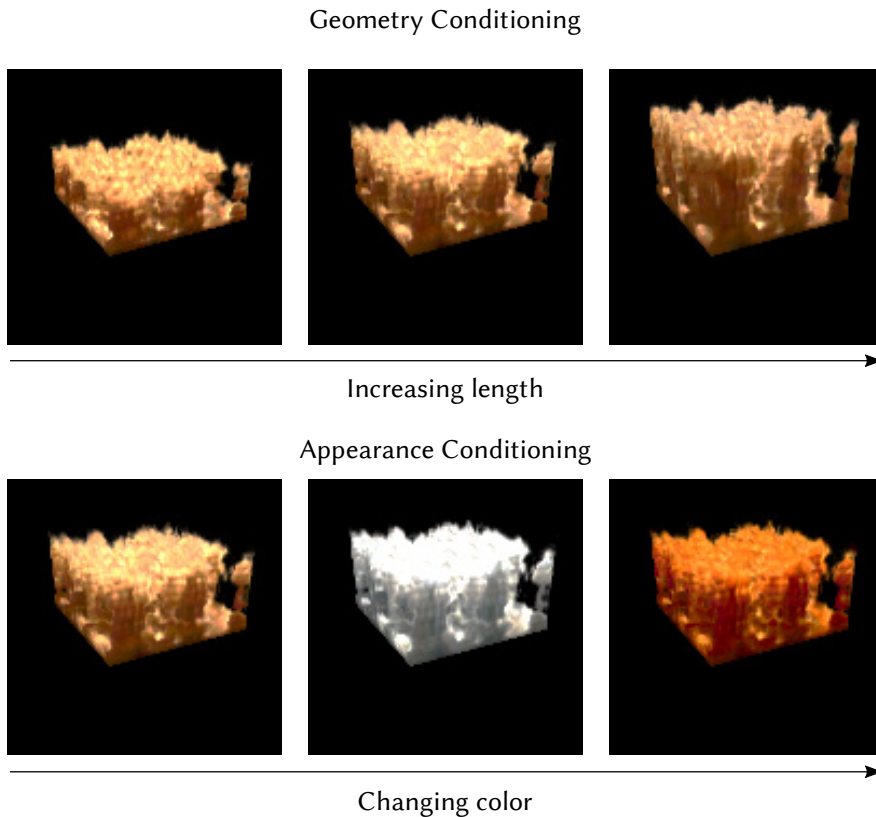 Geometry Conditioning
Increasing length
Appearance Conditioning
Changing color